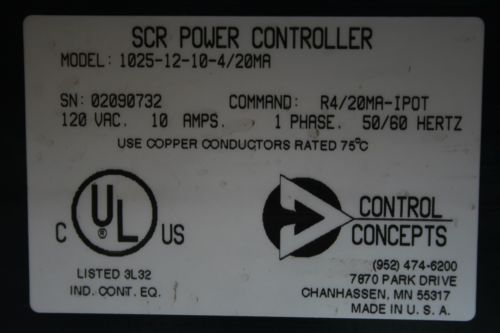 SCR POWER CONTROLLER
MODEL: 1025-12-10-4/20MA
SN: 02090732 COMMAND: R4/20MA-IPOT
120 VAC. 10 AMPS. 1 PHASE. 50/60 HERTZ
USE COPPER CONDUCTORS RATED 75°C
C UL ® US
LISTED 3L32
IND. CONT. EQ.
CONTROL
CONCEPTS
(952) 474-6200
7870 PARK DRIVE
CHANHASSEN, MN 55317
MADE IN U. S. A.